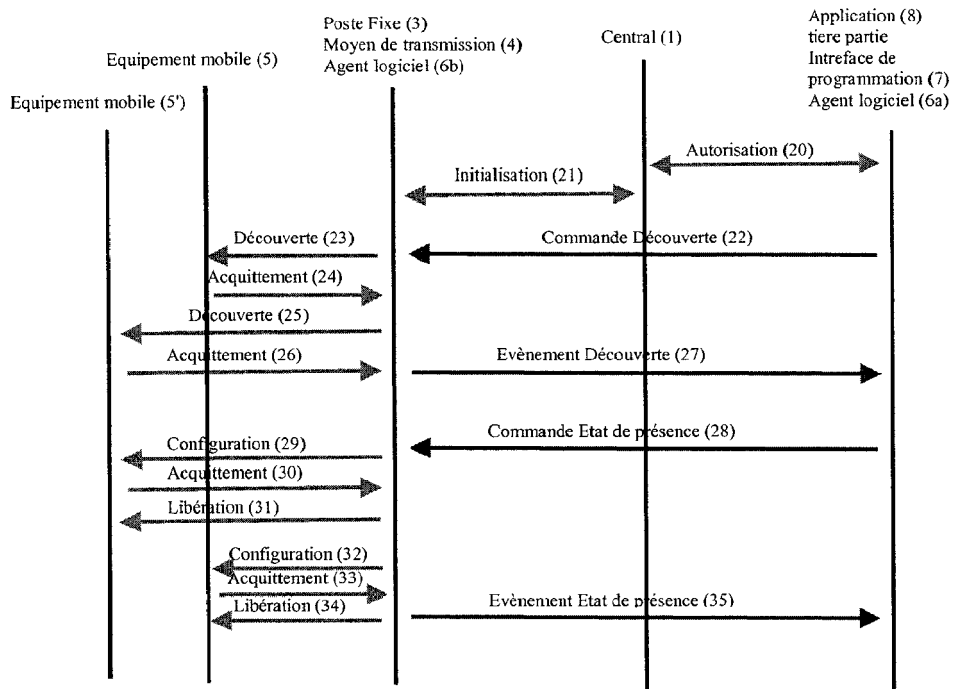 Poste Fixe (3)
Moyen de transmission (4)
Agent logiciel (6b)
Central (1)
Application (8)
tiere partie
Intreface de
programmation (7)
Agent logiciel (6a)
Equipement mobile (5)
Equipement mobile (5')
Autorisation (20)
Initialisation (21)
Découverte (23)
Commande Découverte (22)
Acquittement (24)
Découverte (25)
Acquittement (26)
Evènement Découverte (27)
Commande Etat de présence (28)
Configuration (29)
Acquittement (30)
Libération (31)
Configuration (32)
Acquittement (33)
Libération (34)
Evènement Etat de présence (35)